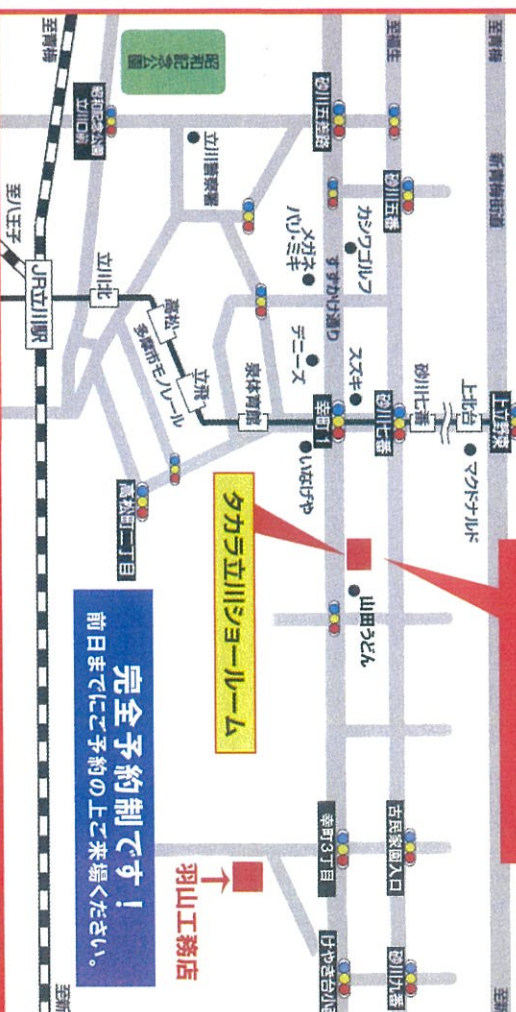 至青梅
新青梅街道
上立野東
上北台
マクドナルド
至福生
砂川五番
砂川七番
砂川七番
古民家園入口
砂川九番
カシワゴルフ
スズキ
山田うどん
砂川五差路
すずかけ通り
幸町1
幸町3丁目
けやき台小
メガネ
パリ・ミキ
デニーズ
いなげや
タカラ立川ショールーム
立川警察署
泉体育館
立飛
高松
多摩市モノレール
立川北
昭和記念公園
昭和記念公園
立川口前
高松町二丁目
羽山工務店
完全予約制です！
前日までにご予約の上ご来場ください。
至青梅
至八王子
JR立川駅